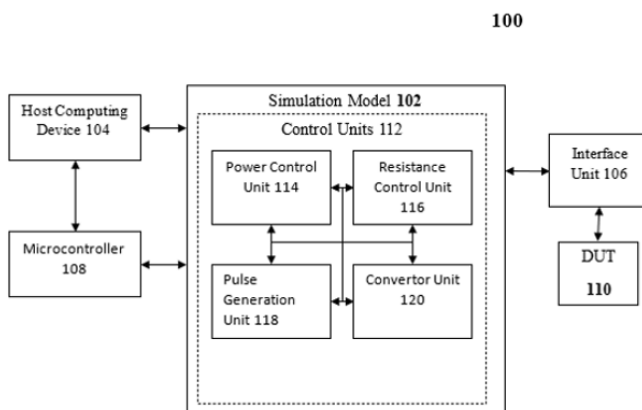 100
Simulation Model 102
Host Computing
Device 104
Control Units 112
Power Control
Unit 114
Resistance
Control Unit
116
Interface
Unit 106
Microcontroller
108
Pulse
Generation
Unit 118
Convertor Unit
120
DUT
110